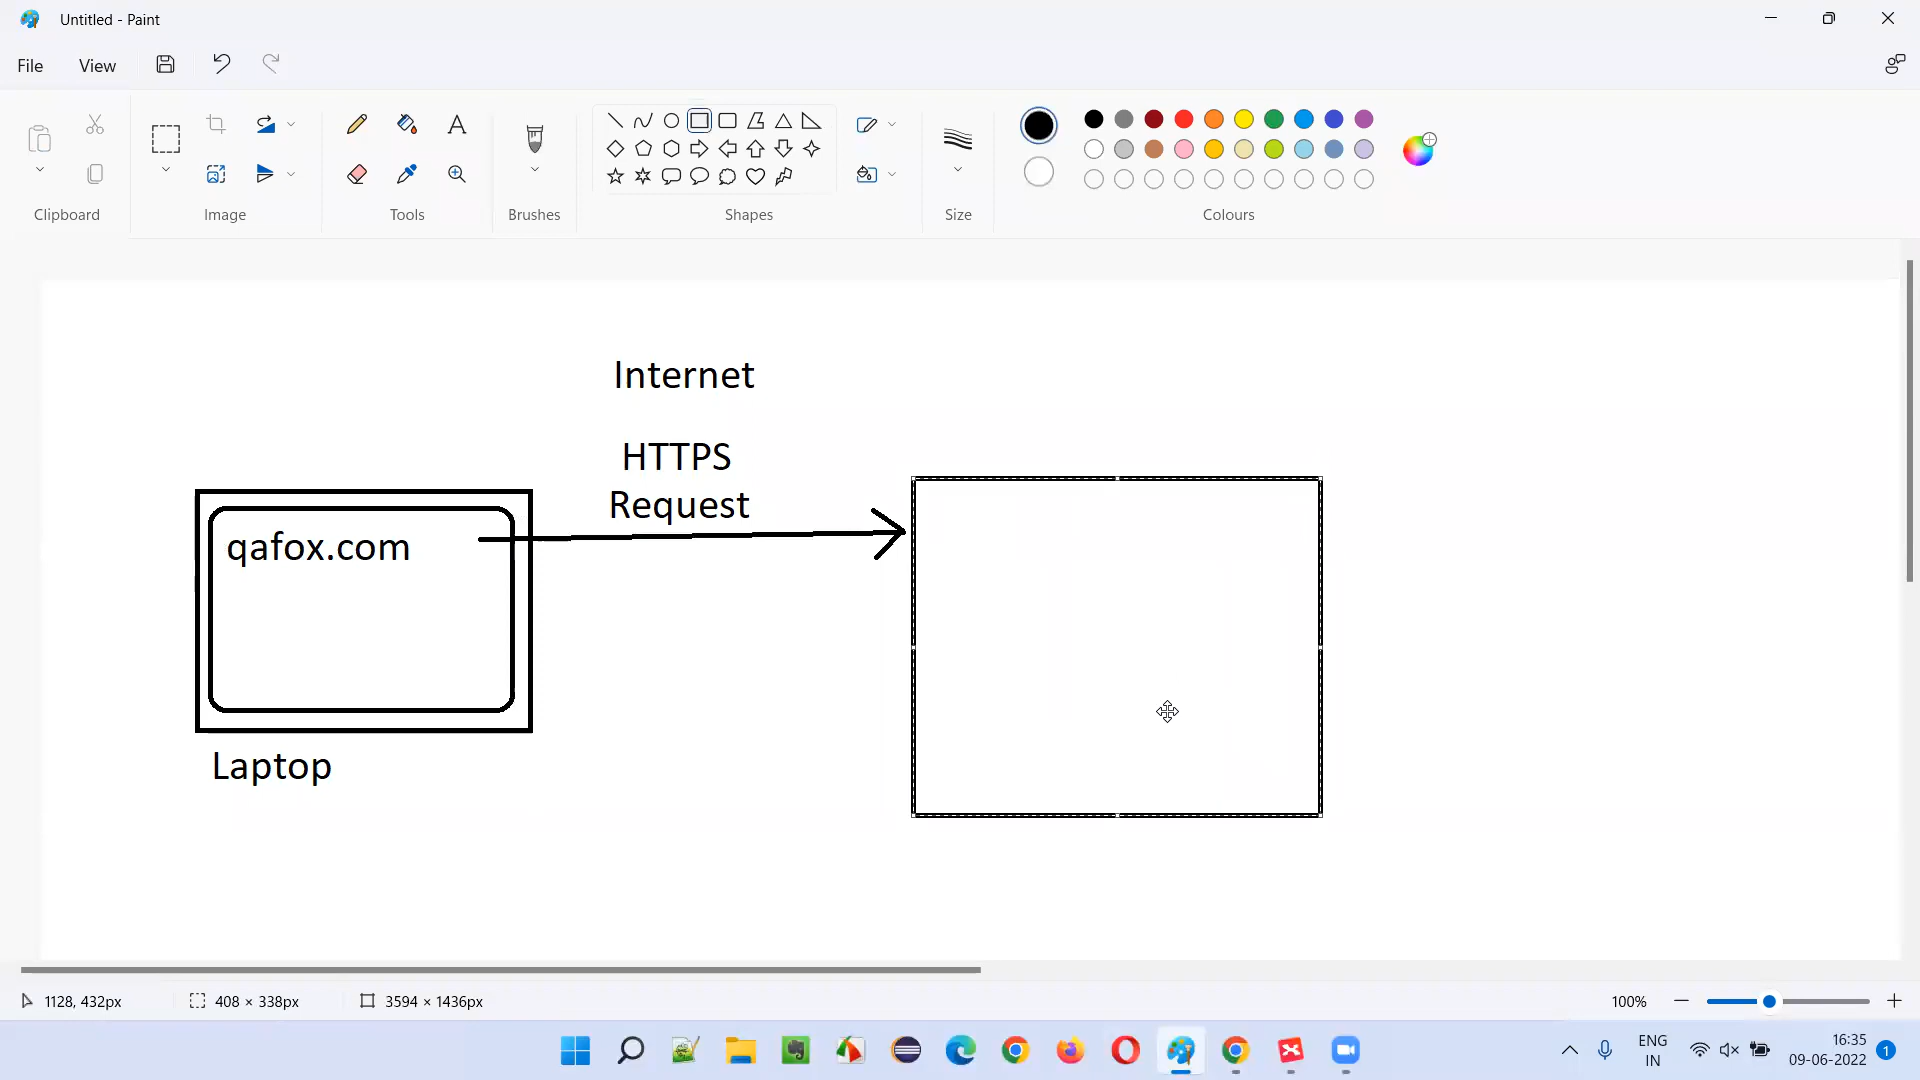 Untitled - Paint
File
View
Clipboard
Image
Tools
Brushes
Shapes
Size
Colours
Internet
HTTPS
Request
qafox.com
Laptop
1128, 432px
408 × 338px
3594 × 1436px
100%
ENG
IN
16:35
09-06-2022
1